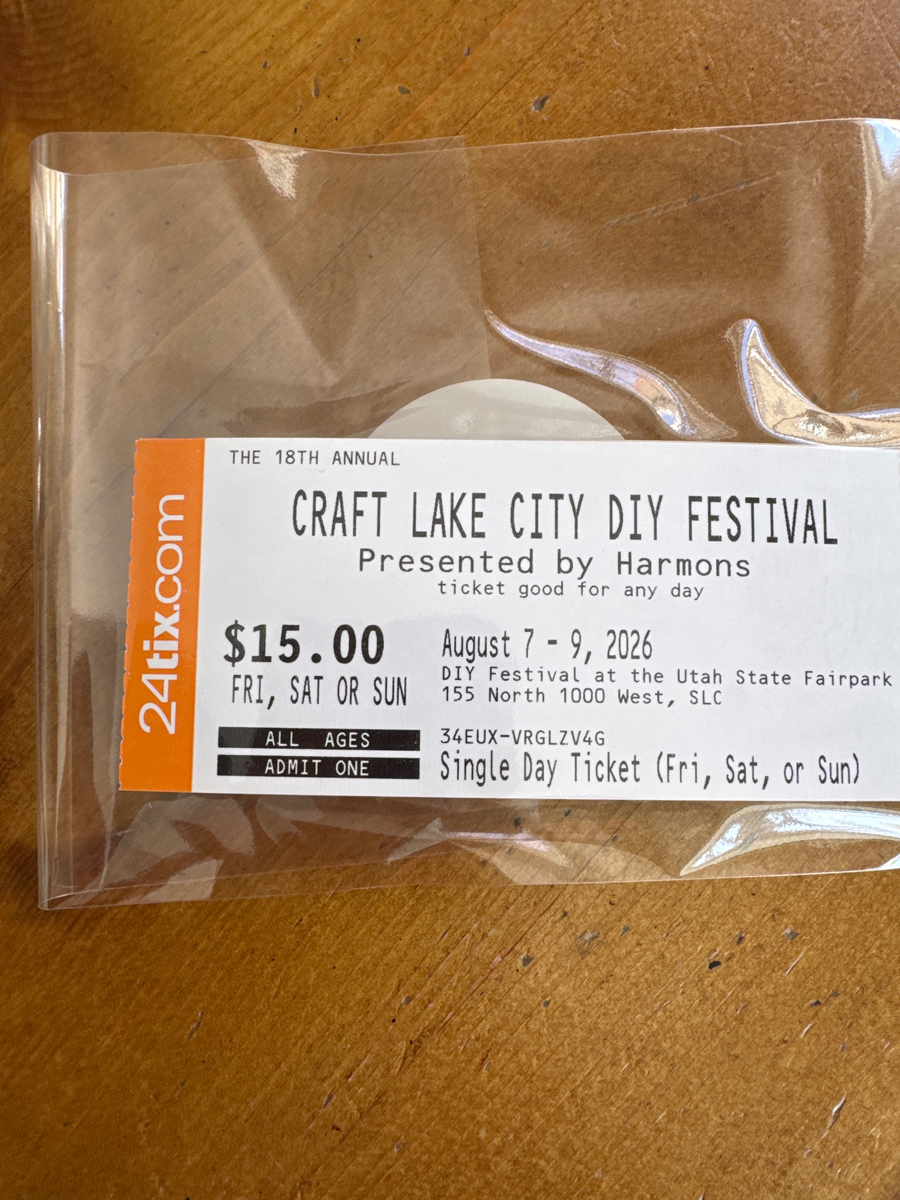 24tix.com
THE 18TH ANNUAL
CRAFT LAKE CITY DIY FESTIVAL
Presented by Harmons
ticket good for any day
$15.00
FRI, SAT OR SUN
ALL AGES
ADMIT ONE
August 7 - 9, 2026
DIY Festival at the Utah State Fairpark
155 North 1000 West, SLC
34EUX-VRGLZV4G
Single Day Ticket (Fri, Sat, or Sun)